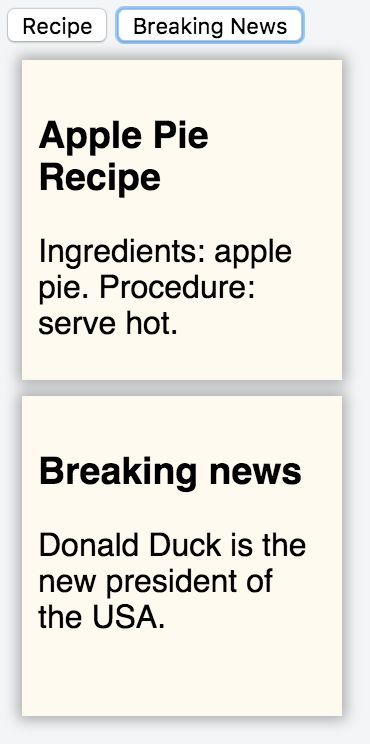 Recipe Breaking News
Apple Pie
Recipe
Ingredients: apple
pie. Procedure:
serve hot.
Breaking news
Donald Duck is the
new president of
the USA.